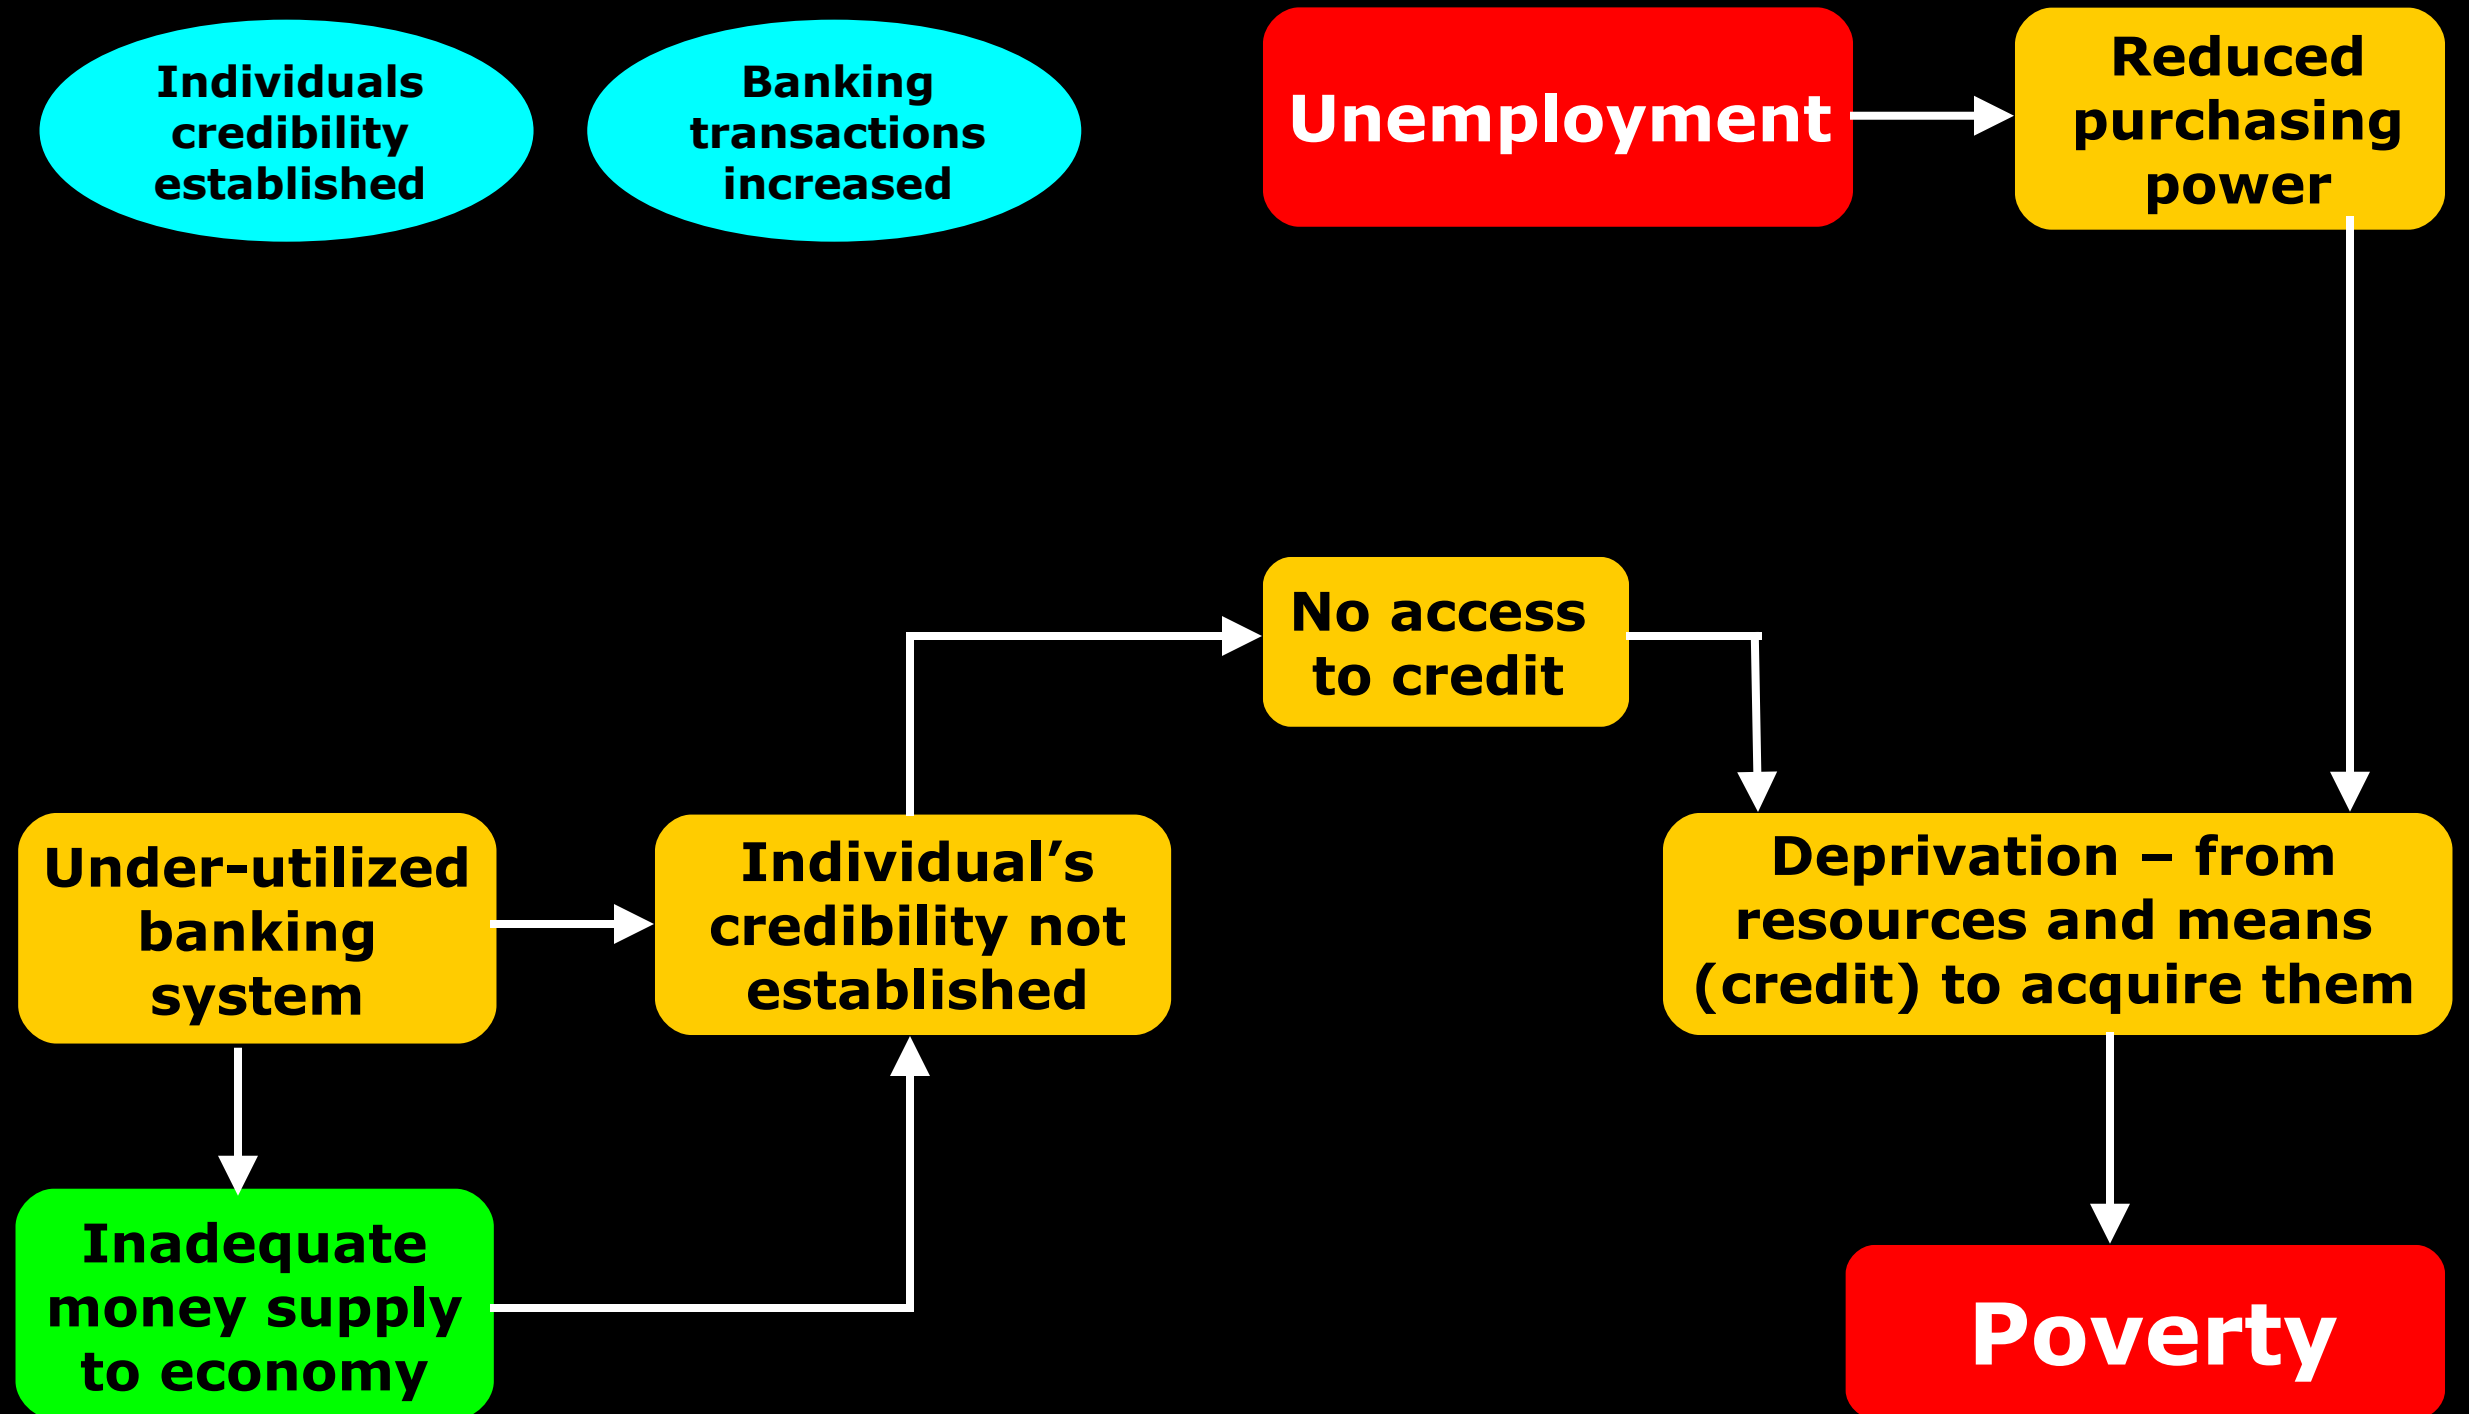 Individuals
credibility
established
Banking
transactions
increased
Unemployment
Reduced
purchasing
power
No access
to credit
Under-utilized
banking
system
Individual’s
credibility not
established
Deprivation – from
resources and means
(credit) to acquire them
Inadequate
money supply
to economy
Poverty